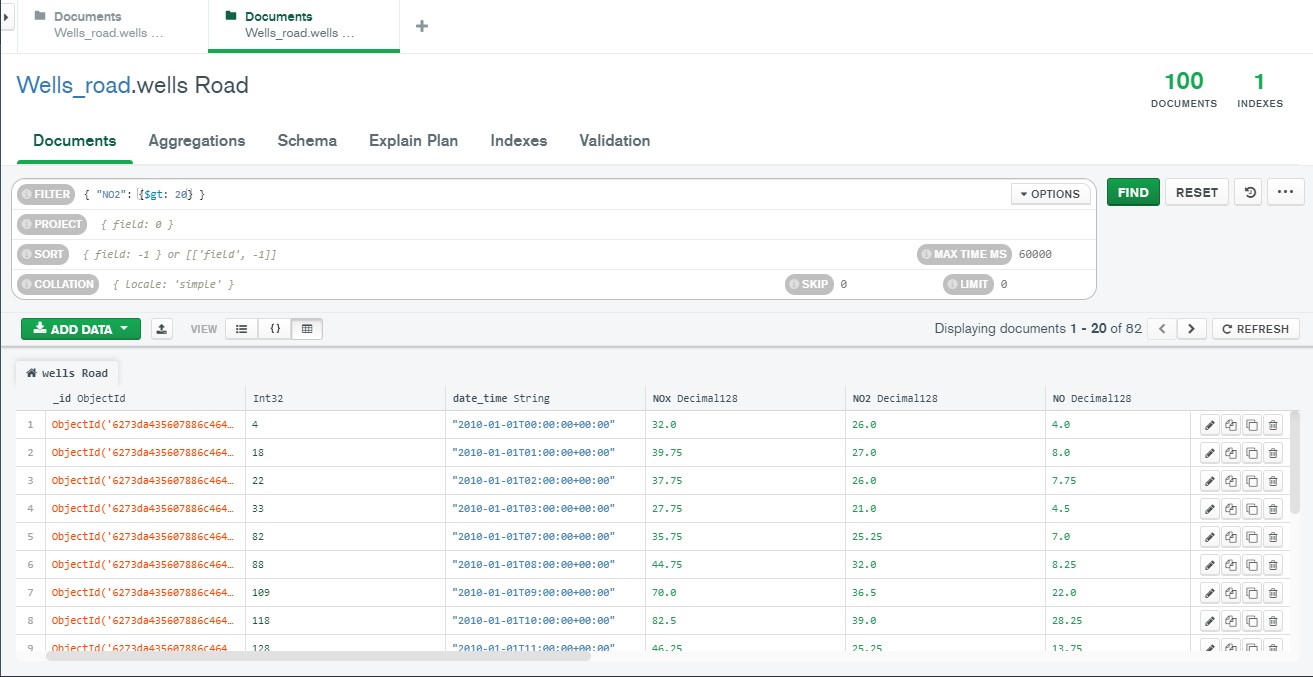 Documents
Wells_road.wells ...
Documents
Wells_road.wells ...
Wells_road.wells Road
100
DOCUMENTS
1
INDEXES
Documents Aggregations Schema Explain Plan Indexes Validation
FILTER { "NO2": {$gt: 20} } OPTIONS FIND RESET ...
PROJECT { field: 0 }
SORT { field: -1 } or [['field', -1]] MAX TIME MS 60000
COLLATION { locale: 'simple' } SKIP 0 LIMIT 0
ADD DATA VIEW {} Displaying documents 1 - 20 of 82 < > REFRESH
wells Road
_id ObjectId Int32 date_time String NOx Decimal128 NO2 Decimal128 NO Decimal128
1 ObjectId('6273da435607886c464... 4 "2010-01-01T00:00:00+00:00" 32.0 26.0 4.0
2 ObjectId('6273da435607886c464... 18 "2010-01-01T01:00:00+00:00" 39.75 27.0 8.0
3 ObjectId('6273da435607886c464... 22 "2010-01-01T02:00:00+00:00" 37.75 26.0 7.75
4 ObjectId('6273da435607886c464... 33 "2010-01-01T03:00:00+00:00" 27.75 21.0 4.5
5 ObjectId('6273da435607886c464... 82 "2010-01-01T07:00:00+00:00" 35.75 25.25 7.0
6 ObjectId('6273da435607886c464... 88 "2010-01-01T08:00:00+00:00" 44.75 32.0 8.25
7 ObjectId('6273da435607886c464... 109 "2010-01-01T09:00:00+00:00" 70.0 36.5 22.0
8 ObjectId('6273da435607886c464... 118 "2010-01-01T10:00:00+00:00" 82.5 39.0 28.25
9 ObjectId('6273da435607886c464... 128 "2010-01-01T11:00:00+00:00" 46.25 25.25 13.75